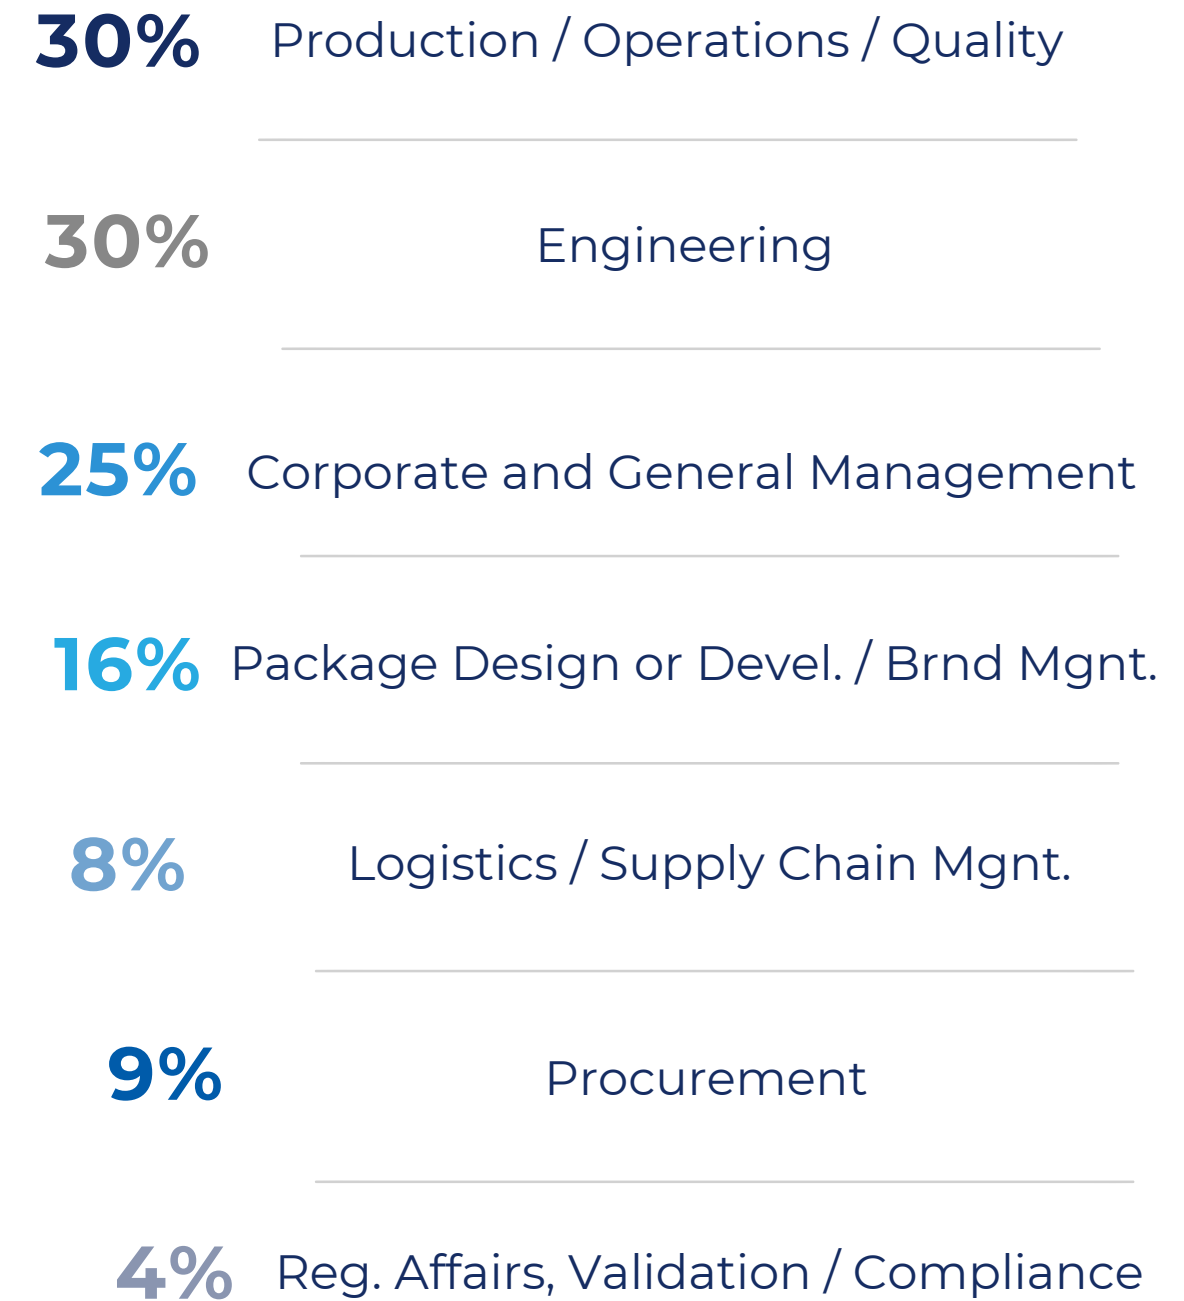 30% Production / Operations / Quality
30% Engineering
25% Corporate and General Management
16% Package Design or Devel. / Brnd Mgnt.
8% Logistics / Supply Chain Mgnt.
9% Procurement
4% Reg. Affairs, Validation / Compliance